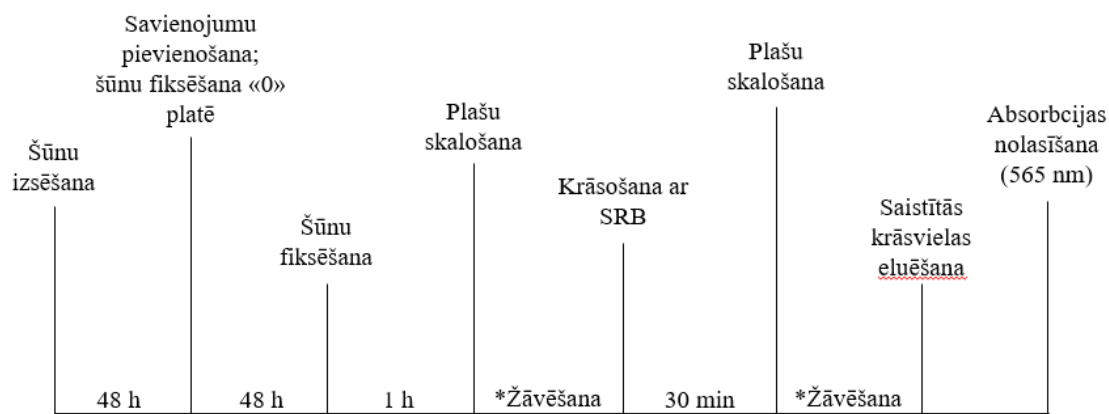 Šūnu
izsēšana
Savienojumu
pievienošana;
šūnu fiksēšana «0»
platē
Šūnu
fiksēšana
Plašu
skalošana
Krāsošana ar
SRB
Plašu
skalošana
Saistītās
krāsvielas
eluēšana
Absorbcijas
nolasīšana
(565 nm)
48 h
48 h
1 h
*Žāvēšana
30 min
*Žāvēšana